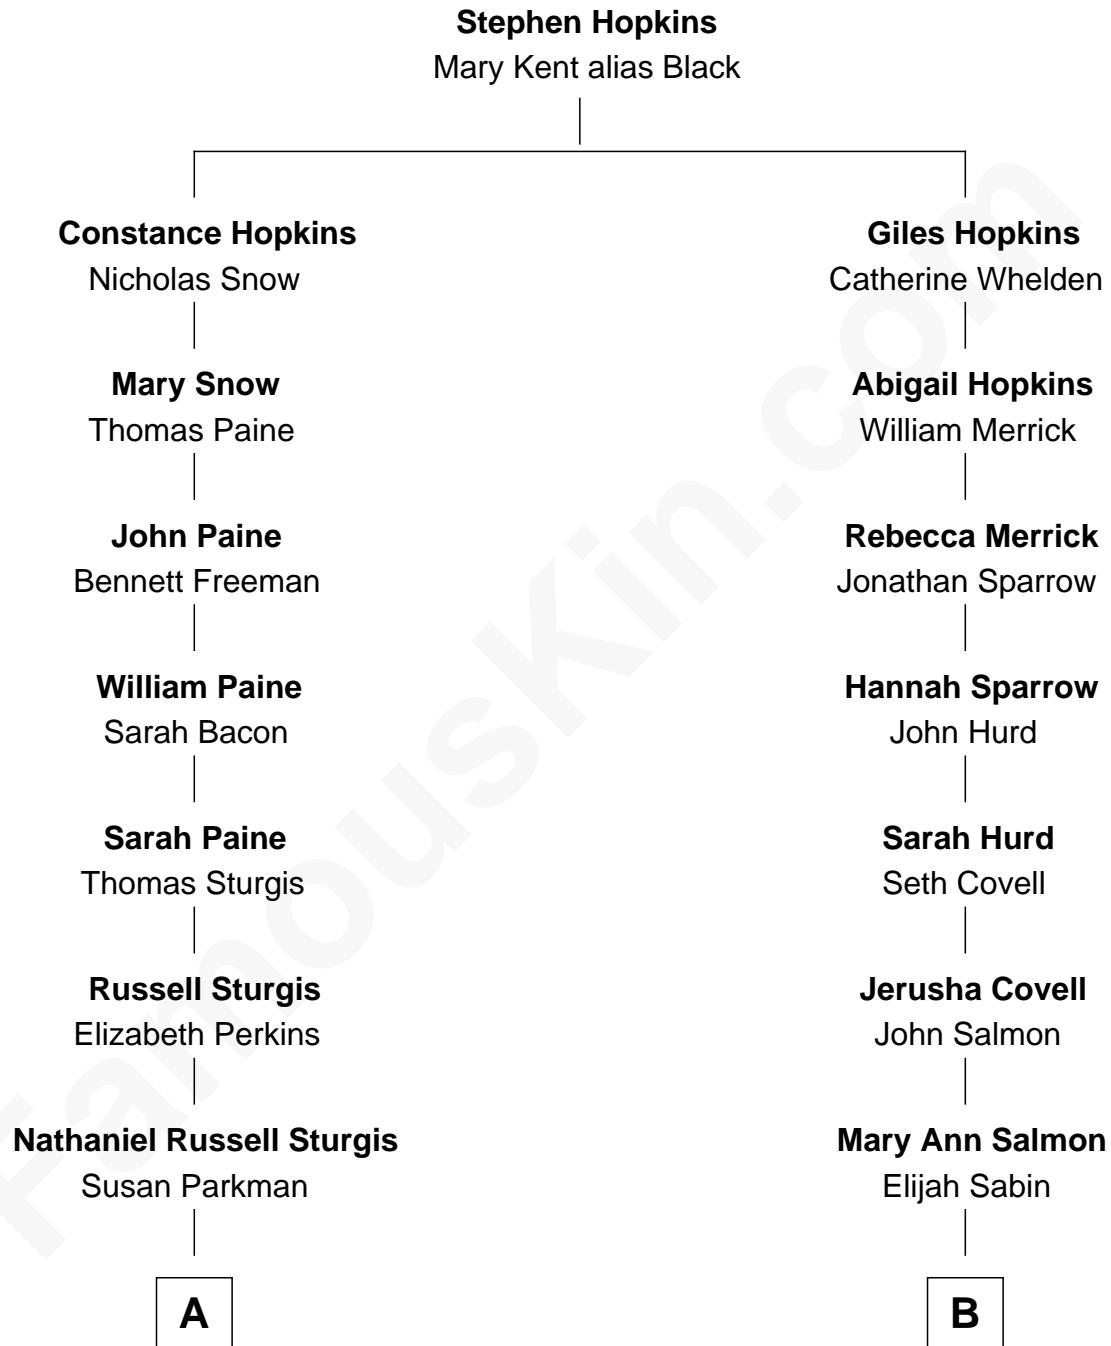 Stephen Hopkins
Mary Kent alias Black
Constance Hopkins
Nicholas Snow
Giles Hopkins
Catherine Whelden
Mary Snow
Thomas Paine
Abigail Hopkins
William Merrick
John Paine
Bennett Freeman
Rebecca Merrick
Jonathan Sparrow
William Paine
Sarah Bacon
Hannah Sparrow
John Hurd
Sarah Paine
Thomas Sturgis
Sarah Hurd
Seth Covell
Russell Sturgis
Elizabeth Perkins
Jerusha Covell
John Salmon
Nathaniel Russell Sturgis
Susan Parkman
Mary Ann Salmon
Elijah Sabin
A
B
FamousKin.com